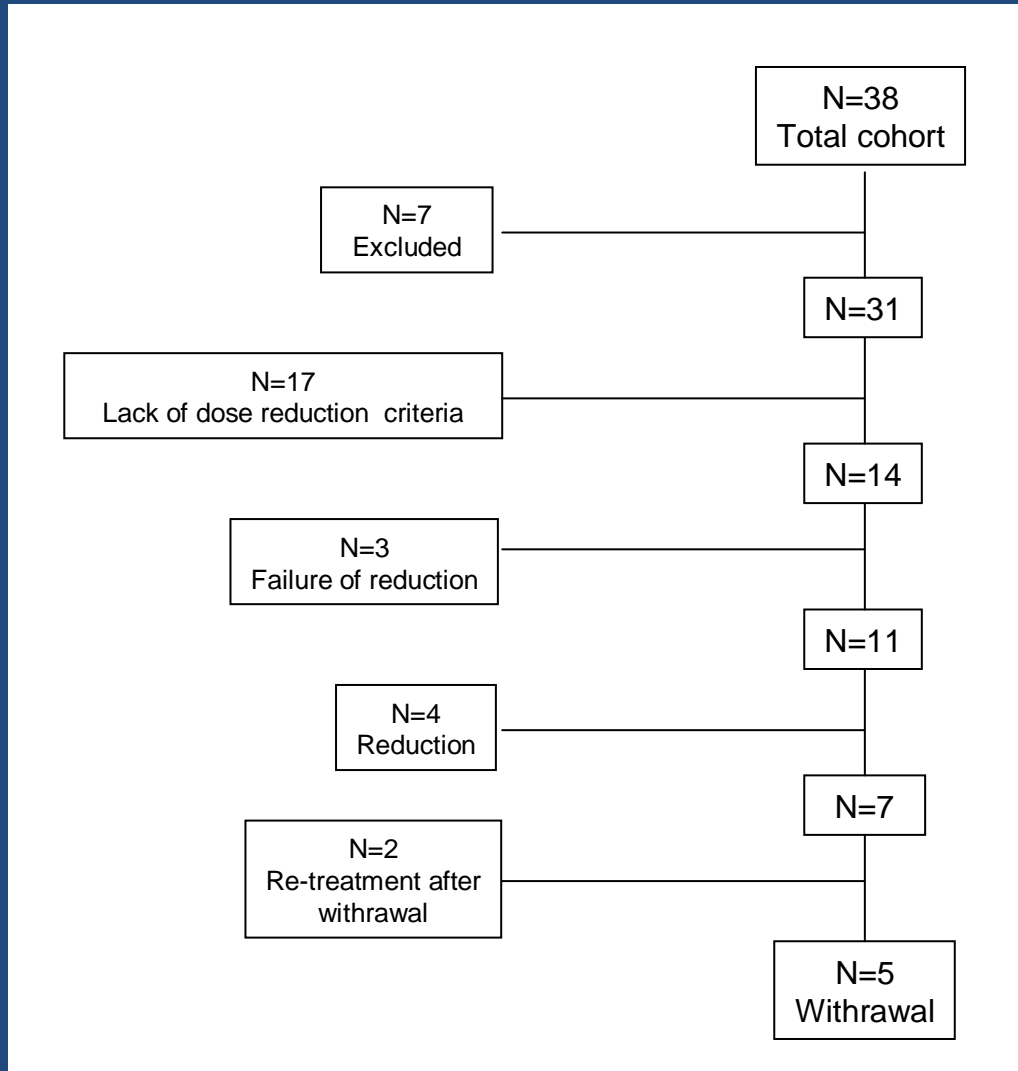 N=38
Total cohort
N=7
Excluded
N=31
N=17
Lack of dose reduction criteria
N=14
N=3
Failure of reduction
N=11
N=4
Reduction
N=7
N=2
Re-treatment after
withrawal
N=5
Withrawal